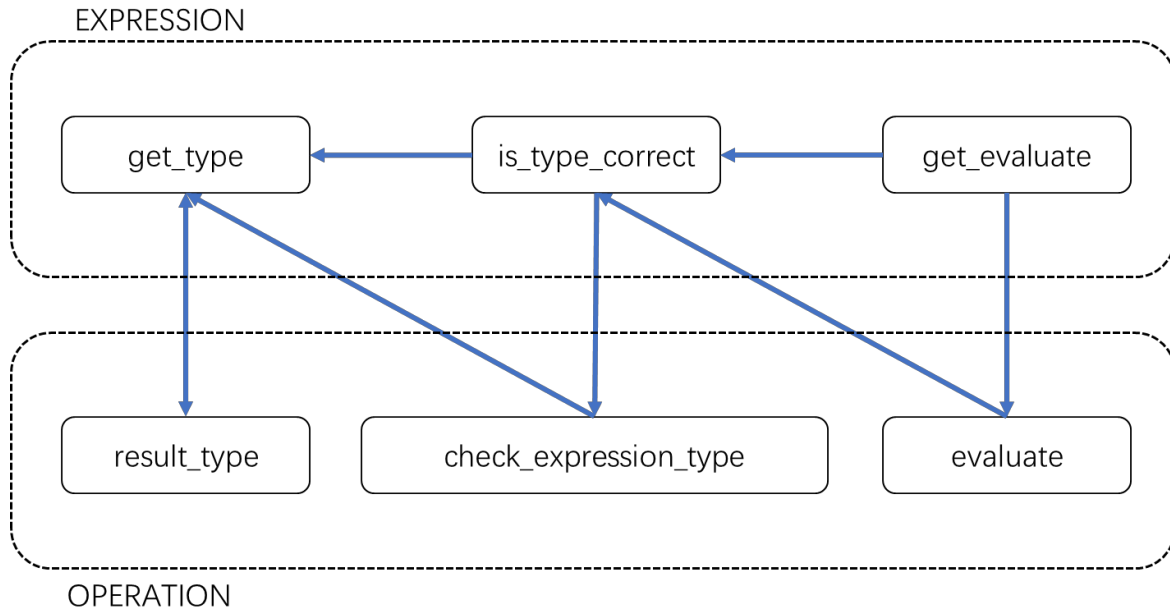 EXPRESSION
get_type
is_type_correct
get_evaluate
result_type
check_expression_type
evaluate
OPERATION